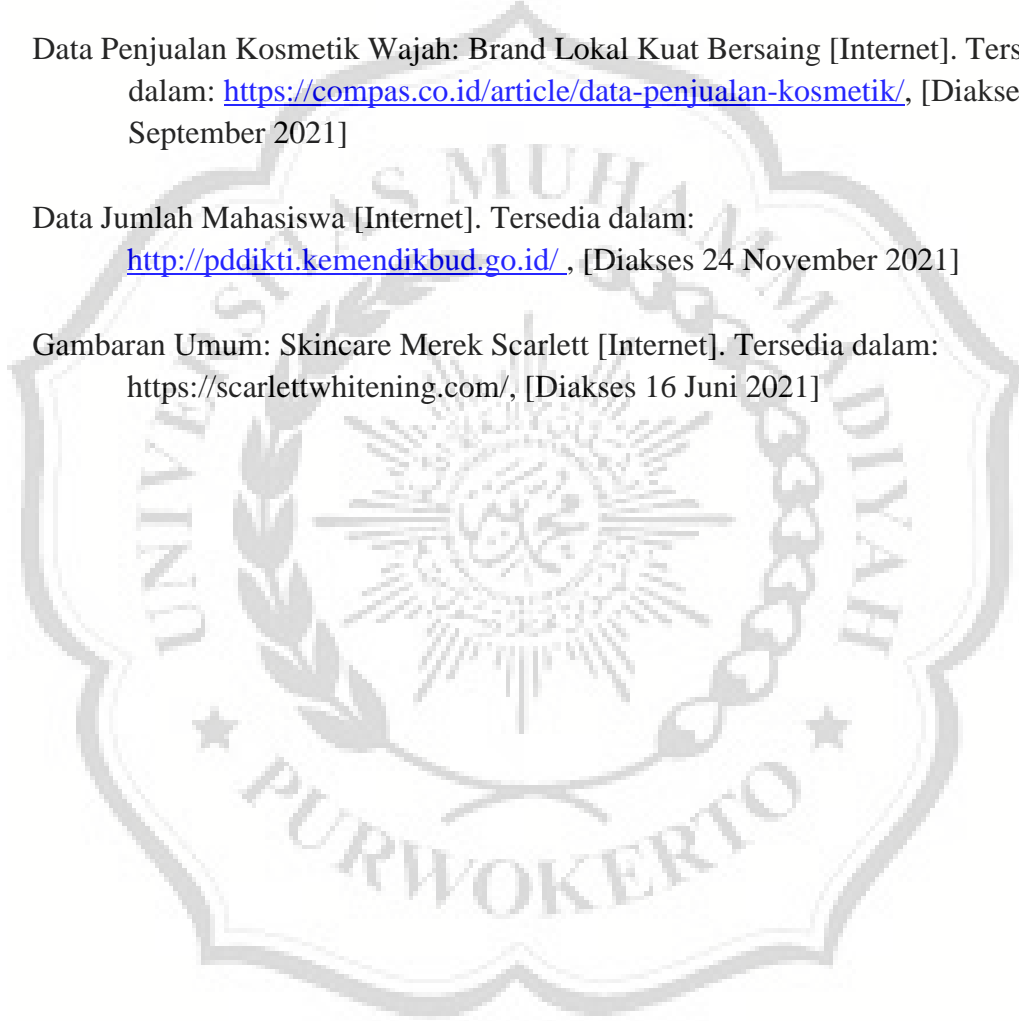 Data Penjualan Kosmetik Wajah: Brand Lokal Kuat Bersaing [Internet]. Ters
dalam: https://compas.co.id/article/data-penjualan-kosmetik/, [Diakse
September 2021]
Data Jumlah Mahasiswa [Internet]. Tersedia dalam:
http://pddikti.kemendikbud.go.id/ , [Diakses 24 November 2021]
Gambaran Umum: Skincare Merek Scarlett [Internet]. Tersedia dalam:
https://scarlettwhitening.com/, [Diakses 16 Juni 2021]
UNIVERSITAS MUHAMMADIYAH
PURWOKERTO